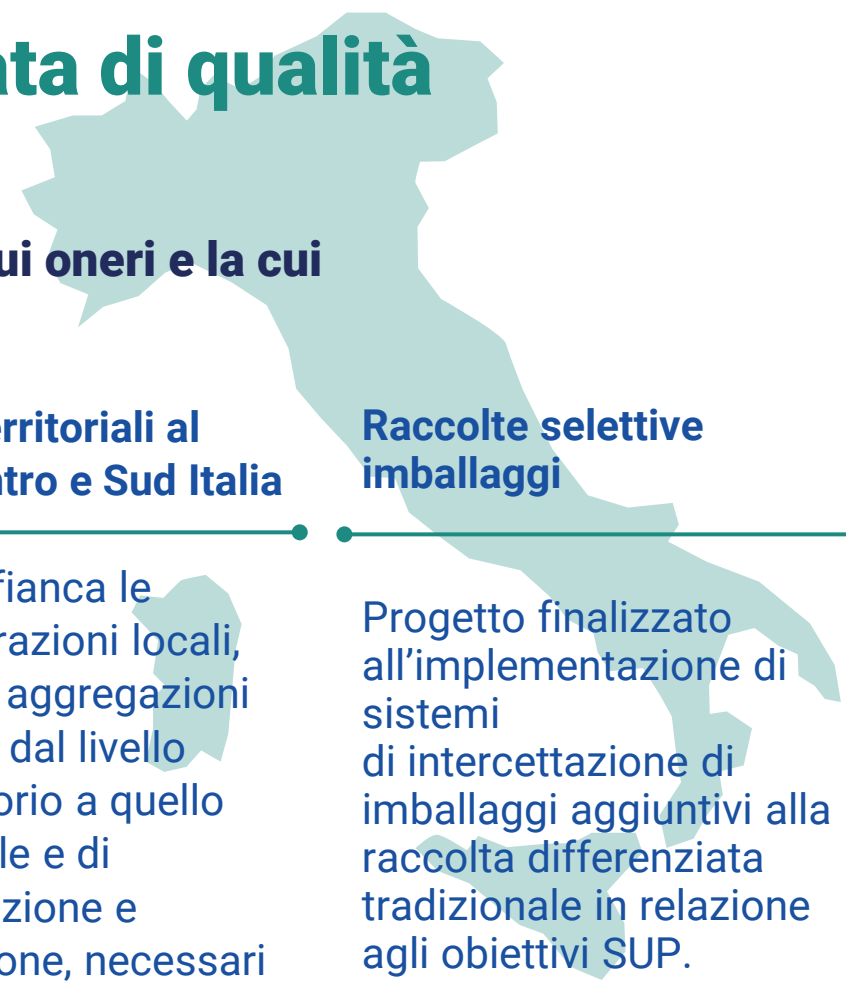 ata di qualità
ui oneri e la cui
erritoriali al
ntro e Sud Italia
fianca le
razioni locali,
aggregazioni
dal livello
orio a quello
le e di
zione e
one, necessari
Raccolte selettive
imballaggi
Progetto finalizzato
all’implementazione di
sistemi
di intercettazione di
imballaggi aggiuntivi alla
raccolta differenziata
tradizionale in relazione
agli obiettivi SUP.